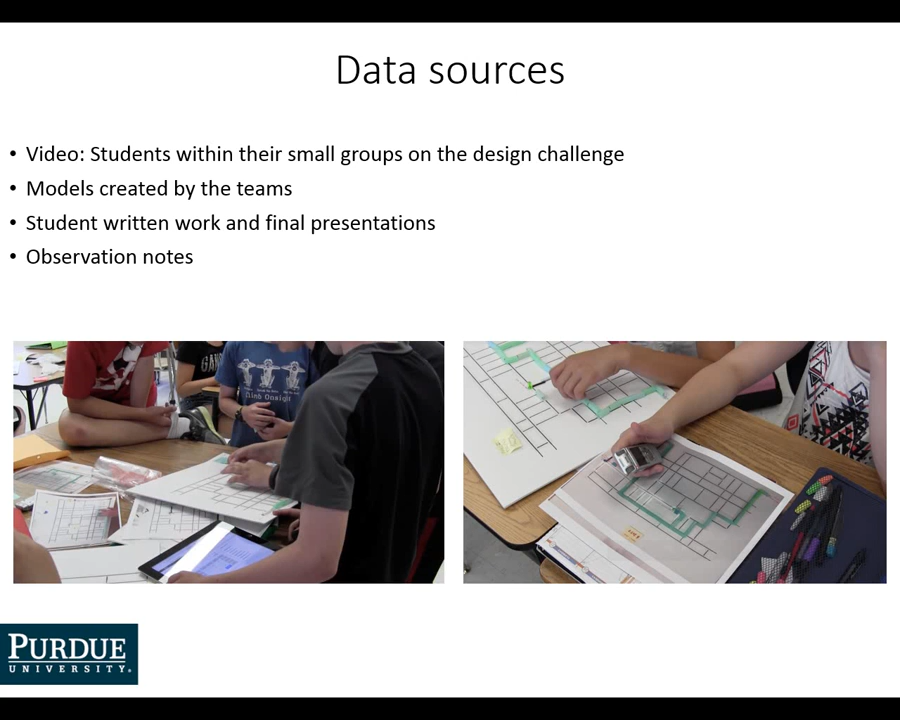 Data sources
• Video: Students within their small groups on the design challenge
• Models created by the teams
• Student written work and final presentations
• Observation notes
PURDUE
UNIVERSITY.